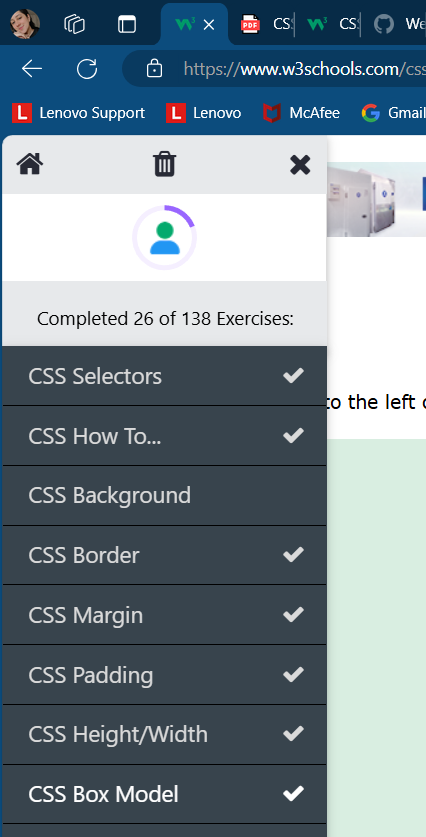 CSS
CSS
We
https://www.w3schools.com/css
Lenovo Support
Lenovo
McAfee
Gmail
Completed 26 of 138 Exercises:
CSS Selectors
to the left
CSS How To...
CSS Background
CSS Border
CSS Margin
CSS Padding
CSS Height/Width
CSS Box Model